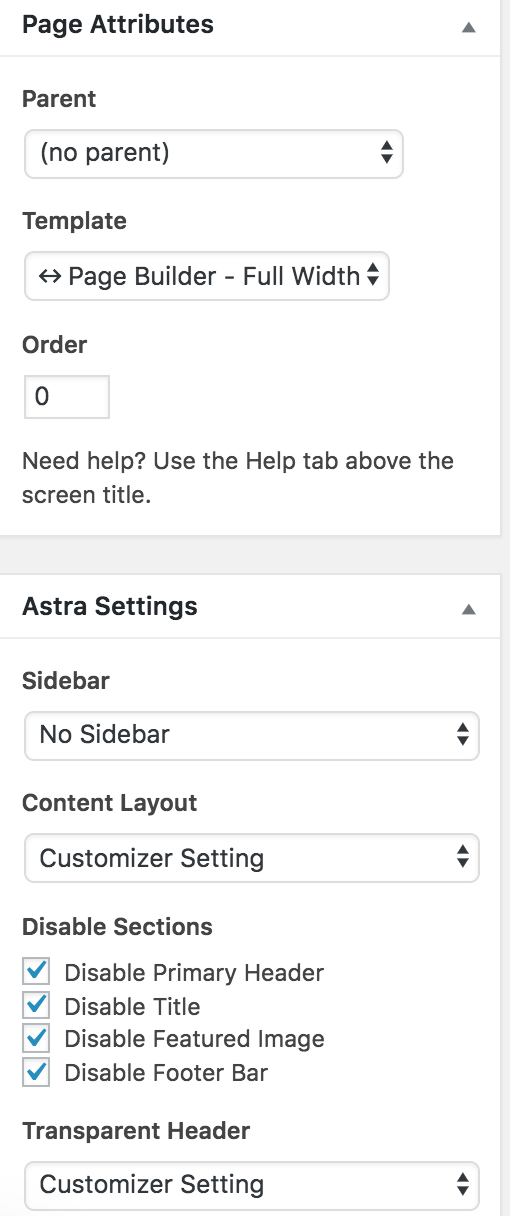 Page Attributes
Parent
(no parent)
Template
↔ Page Builder - Full Width
Order
0
Need help? Use the Help tab above the
screen title.
Astra Settings
Sidebar
No Sidebar
Content Layout
Customizer Setting
Disable Sections
Disable Primary Header
Disable Title
Disable Featured Image
Disable Footer Bar
Transparent Header
Customizer Setting